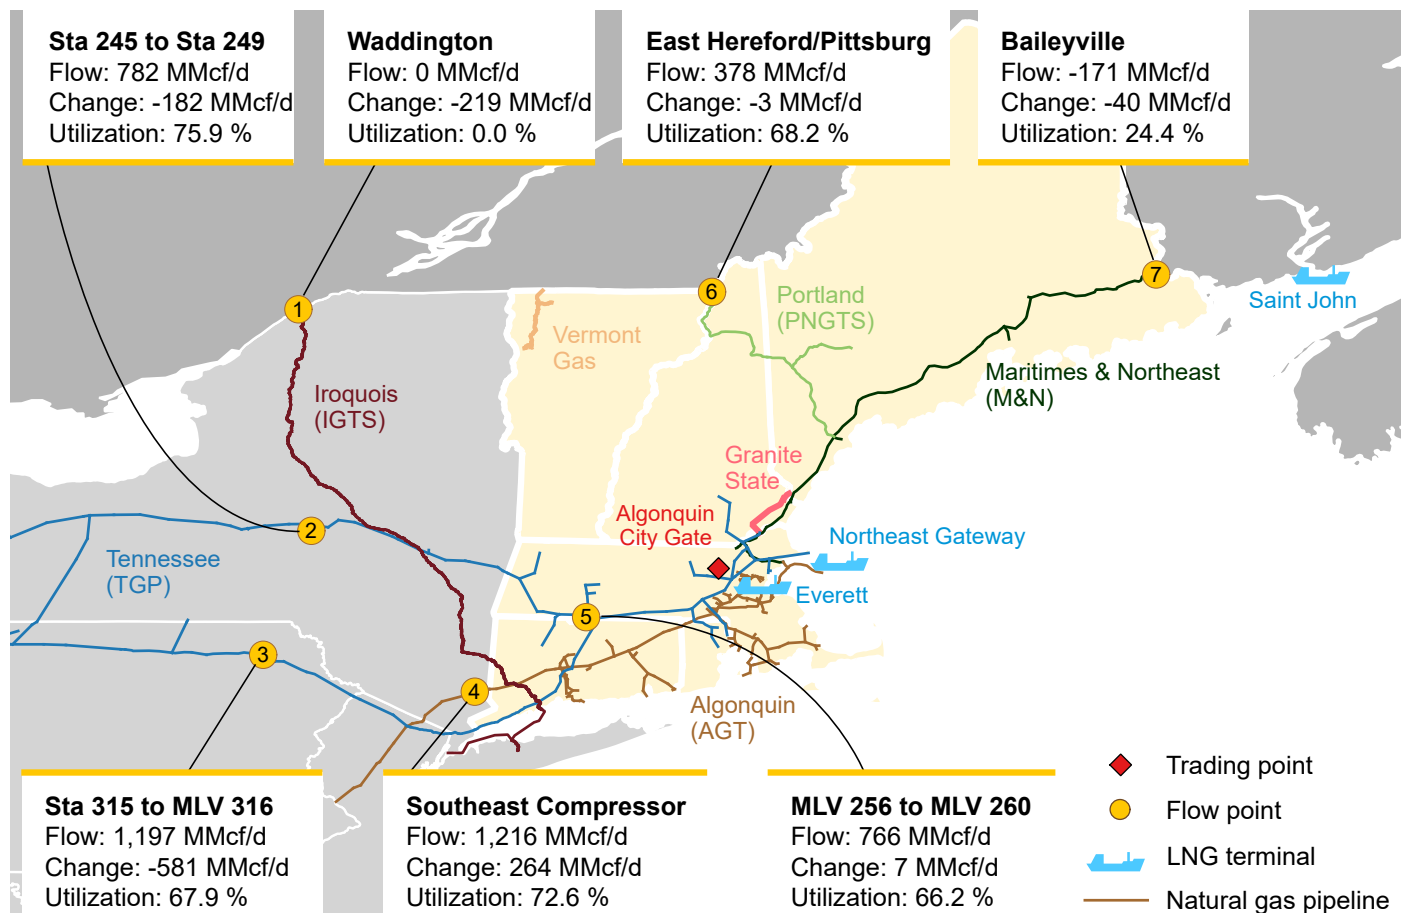 Sta 245 to Sta 249
Flow: 782 MMcf/d
Change: -182 MMcf/d
Utilization: 75.9 %
Waddington
Flow: 0 MMcf/d
Change: -219 MMcf/d
Utilization: 0.0 %
East Hereford/Pittsburg
Flow: 378 MMcf/d
Change: -3 MMcf/d
Utilization: 68.2 %
Baileyville
Flow: -171 MMcf/d
Change: -40 MMcf/d
Utilization: 24.4 %
7
6
1
Saint John
Portland
(PNGTS)
Vermont
Gas
Maritimes & Northeast
(M&N)
Iroquois
(IGTS)
Granite
State
Algonquin
City Gate
2
Northeast Gateway
Tennessee
(TGP)
Everett
5
3
4
Algonquin
(AGT)
Sta 315 to MLV 316
Flow: 1,197 MMcf/d
Change: -581 MMcf/d
Utilization: 67.9 %
Southeast Compressor
Flow: 1,216 MMcf/d
Change: 264 MMcf/d
Utilization: 72.6 %
MLV 256 to MLV 260
Flow: 766 MMcf/d
Change: 7 MMcf/d
Utilization: 66.2 %
Trading point
Flow point
LNG terminal
Natural gas pipeline